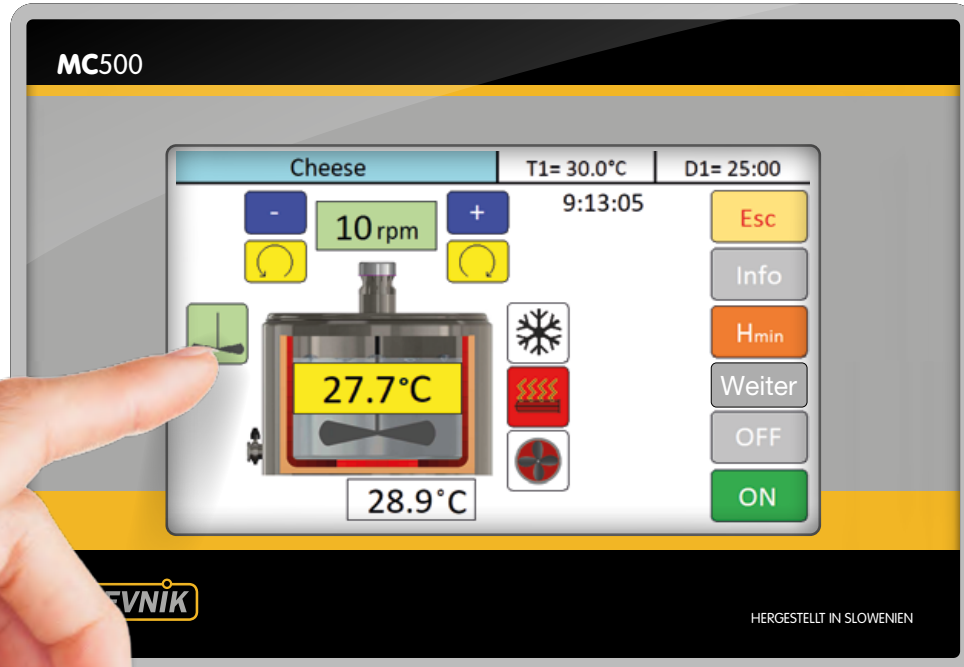 MC500
Cheese T1= 30.0°C D1= 25:00
- 10 rpm + 9:13:05 Esc
Info
Hmin
27.7°C Weiter
OFF
28.9°C ON
HERGESTELLT IN SLOWENIEN